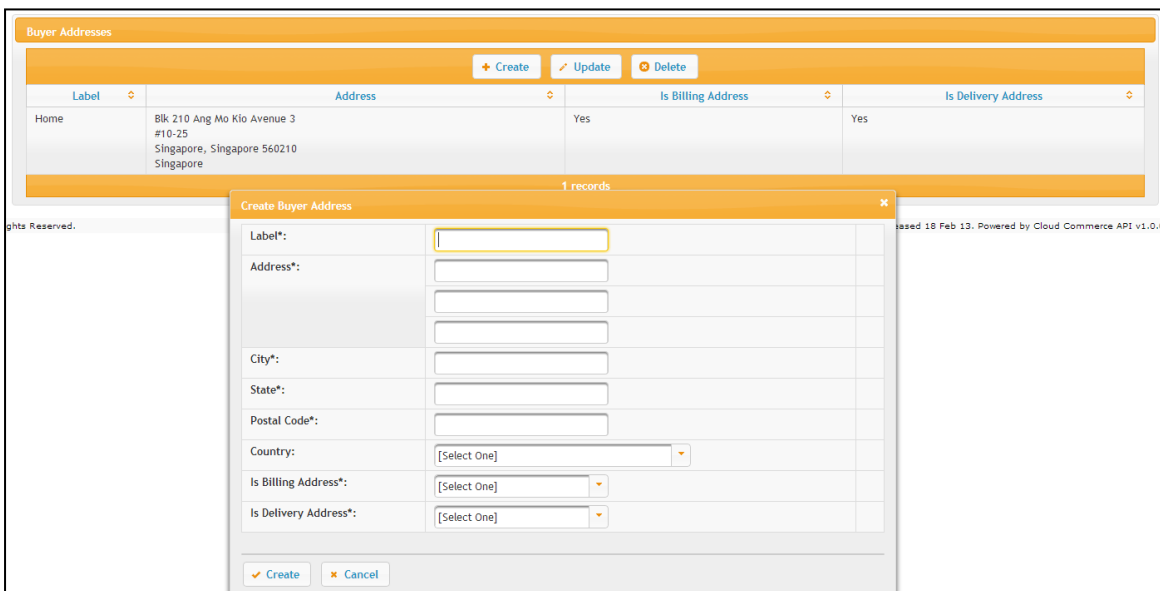 Buyer Addresses
Create Update Delete
Label Address Is Billing Address Is Delivery Address
Home Blk 210 Ang Mo Kio Avenue 3 Yes Yes
#10-25
Singapore, Singapore 560210
Singapore
1 records
Create Buyer Address
ghts Reserved. ased 18 Feb 13. Powered by Cloud Commerce API v1.0.
Label*:
Address*:
City*:
State*:
Postal Code*:
Country: [Select One]
Is Billing Address*: [Select One]
Is Delivery Address*: [Select One]
Create Cancel